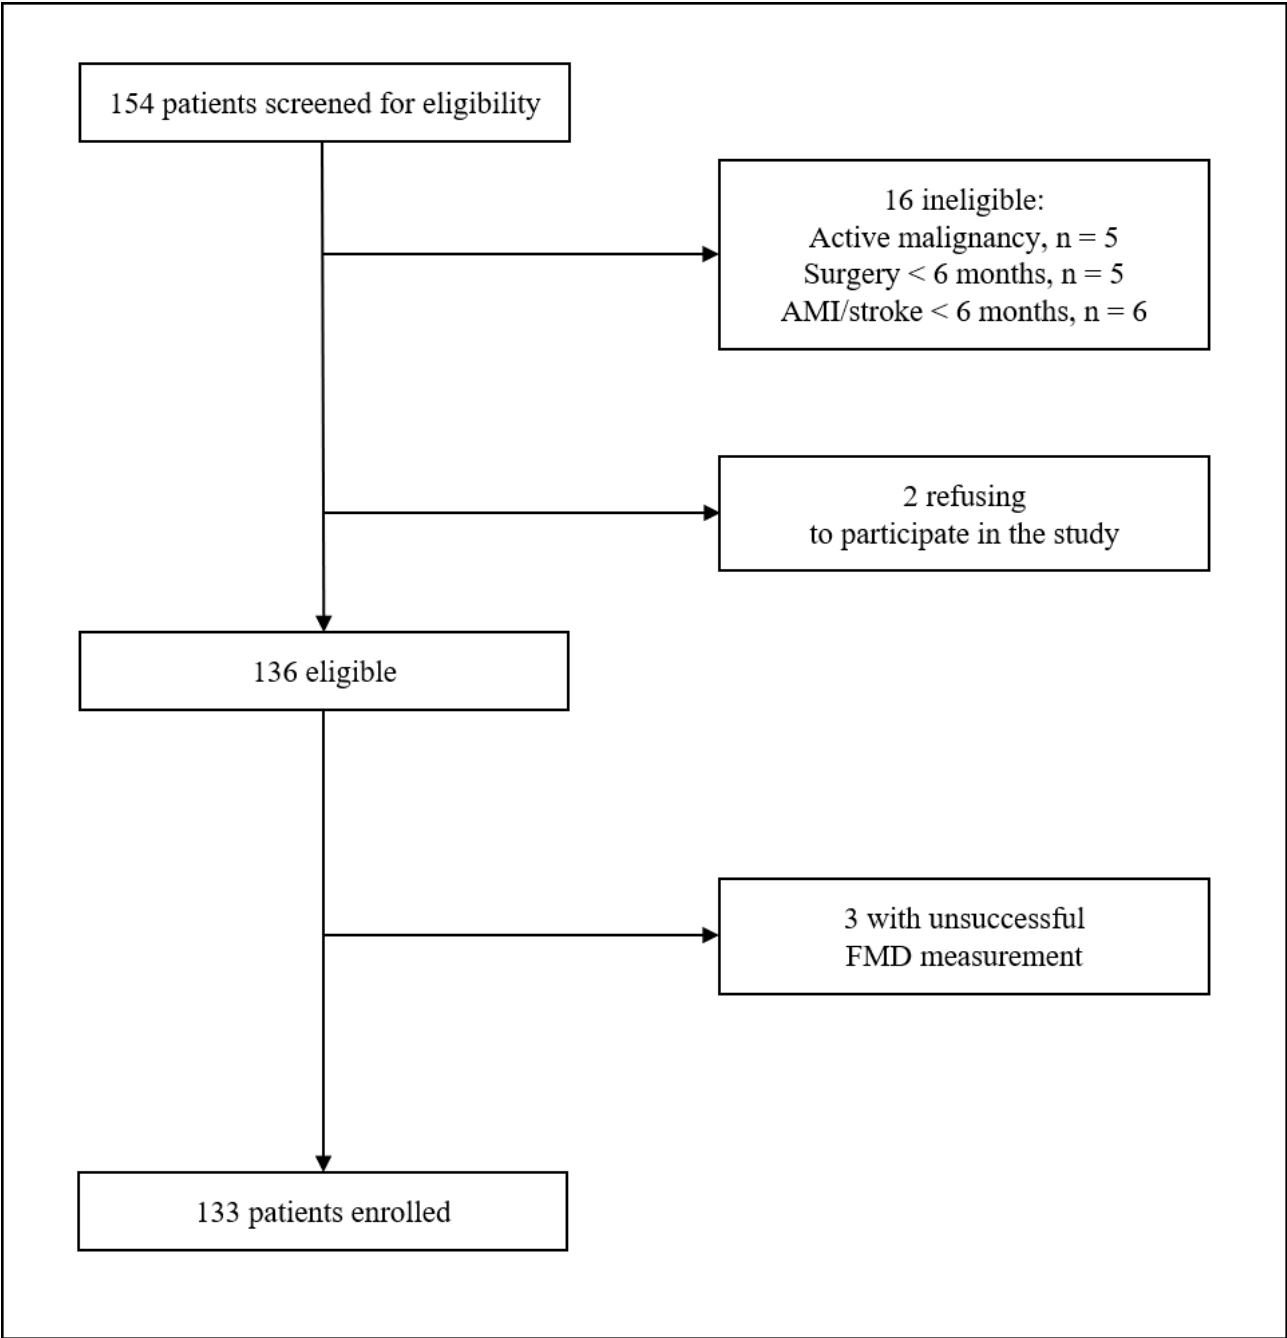 154 patients screened for eligibility
16 ineligible:
Active malignancy, n = 5
Surgery < 6 months, n = 5
AMI/stroke < 6 months, n = 6
2 refusing
to participate in the study
136 eligible
3 with unsuccessful
FMD measurement
133 patients enrolled